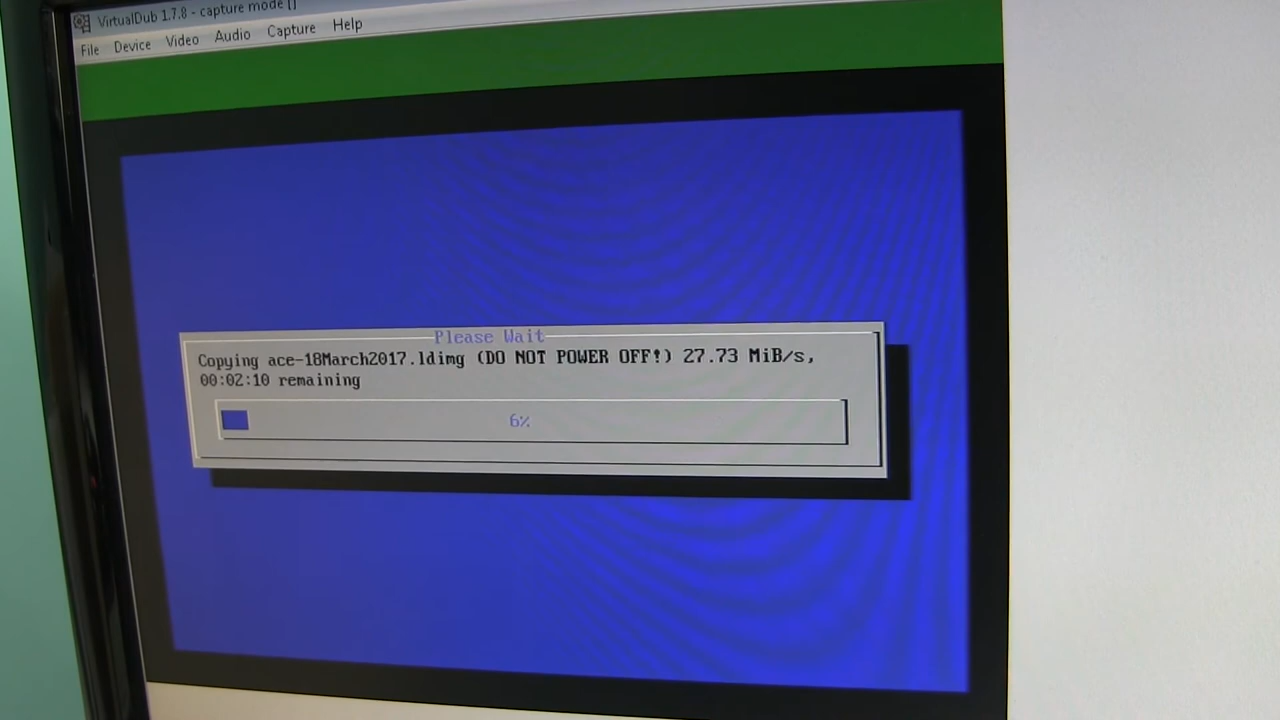 VirtualDub 1.7.8 - capture mode []
File Device Video Audio Capture Help
Please Wait
Copying ace-18March2017.ldimg (DO NOT POWER OFF!) 27.73 MiB/s,
00:02:10 remaining
6%